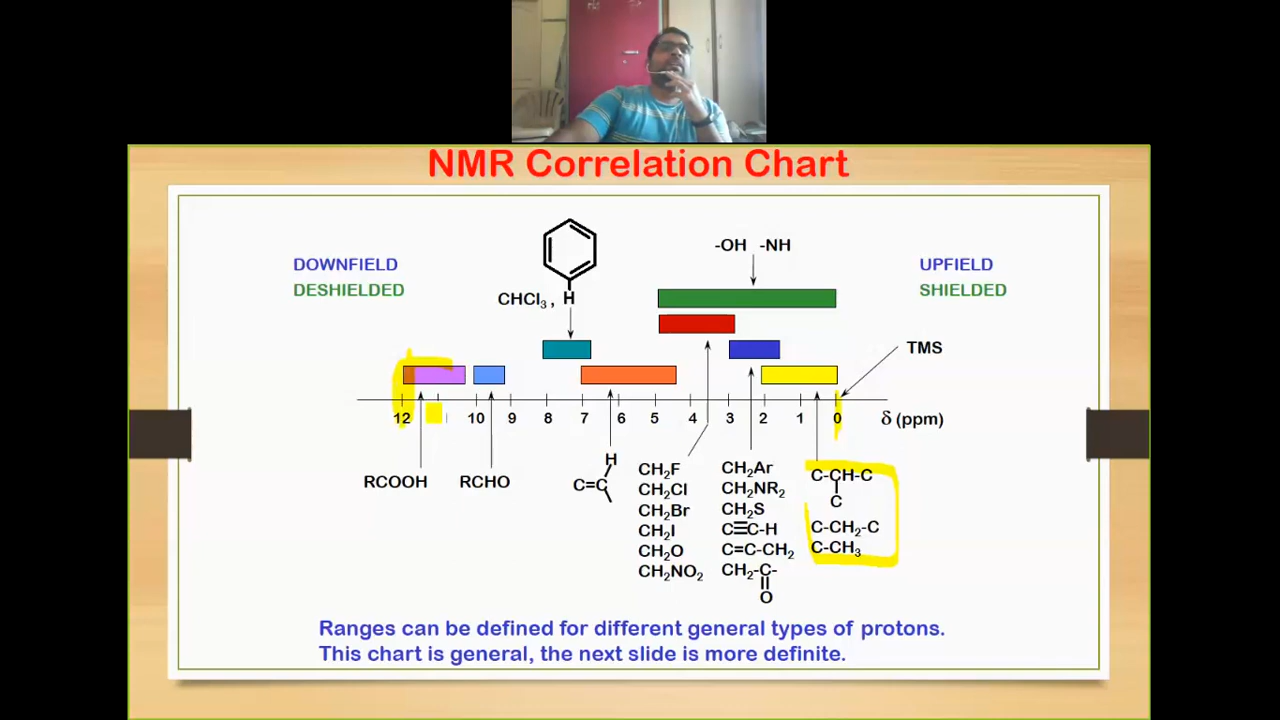 NMR Correlation Chart
-OH -NH
DOWNFIELD
UPFIELD
DESHIELDED
SHIELDED
CHCl₃ , H
TMS
12 10 9 8 7 6 5 4 3 2 1 0 δ (ppm)
RCOOH
RCHO
H
C=C
CH₂F
CH₂Cl
CH₂Br
CH₂I
CH₂O
CH₂NO₂
CH₂Ar
CH₂NR₂
CH₂S
C≡C-H
C=C-CH₂
CH₂-C-
O
C-CH-C
C
C-CH₂-C
C-CH₃
Ranges can be defined for different general types of protons.
This chart is general, the next slide is more definite.